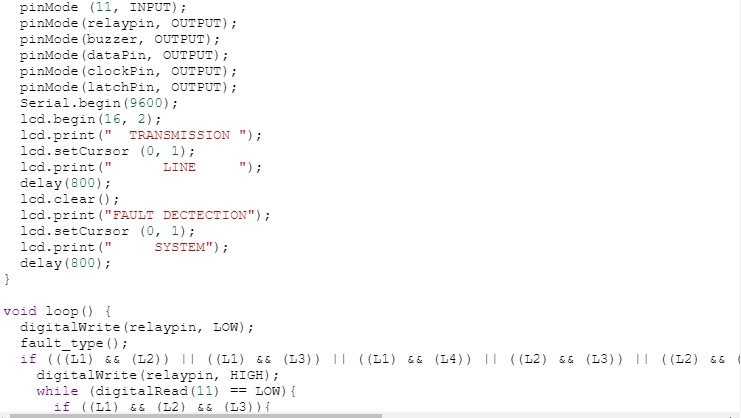 pinMode (11, INPUT);
pinMode(relaypin, OUTPUT);
pinMode(buzzer, OUTPUT);
pinMode(dataPin, OUTPUT);
pinMode(clockPin, OUTPUT);
pinMode(latchPin, OUTPUT);
Serial.begin(9600);
lcd.begin(16, 2);
lcd.print("  TRANSMISSION ");
lcd.setCursor (0, 1);
lcd.print("      LINE     ");
delay(800);
lcd.clear();
lcd.print("FAULT DECTECTION");
lcd.setCursor (0, 1);
lcd.print("     SYSTEM");
delay(800);
}
void loop() {
digitalWrite(relaypin, LOW);
fault_type();
if (((L1) && (L2)) || ((L1) && (L3)) || ((L1) && (L4)) || ((L2) && (L3)) || ((L2) && (
digitalWrite(relaypin, HIGH);
while (digitalRead(11) == LOW){
if ((L1) && (L2) && (L3)){